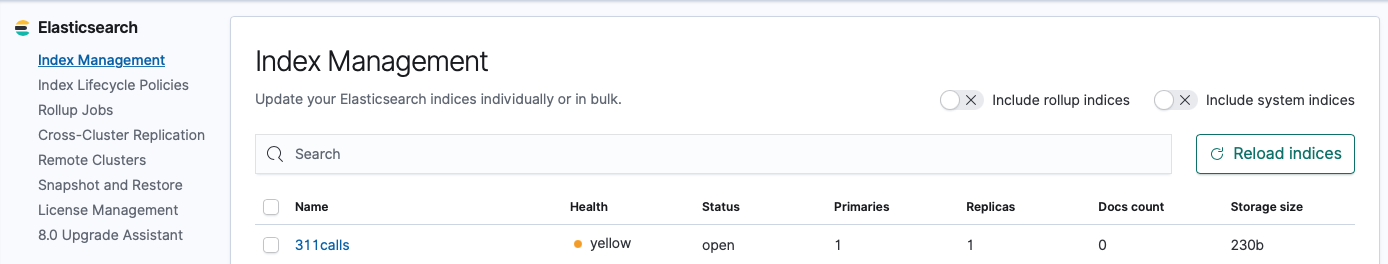 Elasticsearch
Index Management
Index Lifecycle Policies
Rollup Jobs
Cross-Cluster Replication
Remote Clusters
Snapshot and Restore
License Management
8.0 Upgrade Assistant
Index Management
Update your Elasticsearch indices individually or in bulk.
Include rollup indices Include system indices
Search Reload indices
Name Health Status Primaries Replicas Docs count Storage size
311calls yellow open 1 1 0 230b